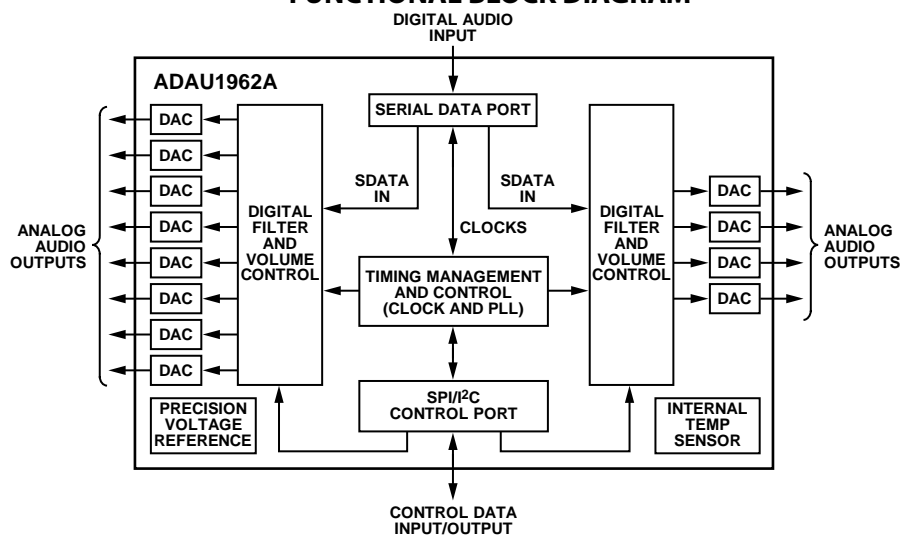 FUNCTIONAL BLOCK DIAGRAM
DIGITAL AUDIO
INPUT
ADAU1962A
SERIAL DATA PORT
DAC
DAC
DAC
DAC
DAC
DAC
DAC
DAC
ANALOG
AUDIO
OUTPUTS
DIGITAL
FILTER
AND
VOLUME
CONTROL
SDATA
IN
SDATA
IN
CLOCKS
TIMING MANAGEMENT
AND CONTROL
(CLOCK AND PLL)
DIGITAL
FILTER
AND
VOLUME
CONTROL
DAC
DAC
DAC
DAC
ANALOG
AUDIO
OUTPUTS
SPI/I²C
CONTROL PORT
PRECISION
VOLTAGE
REFERENCE
INTERNAL
TEMP
SENSOR
CONTROL DATA
INPUT/OUTPUT